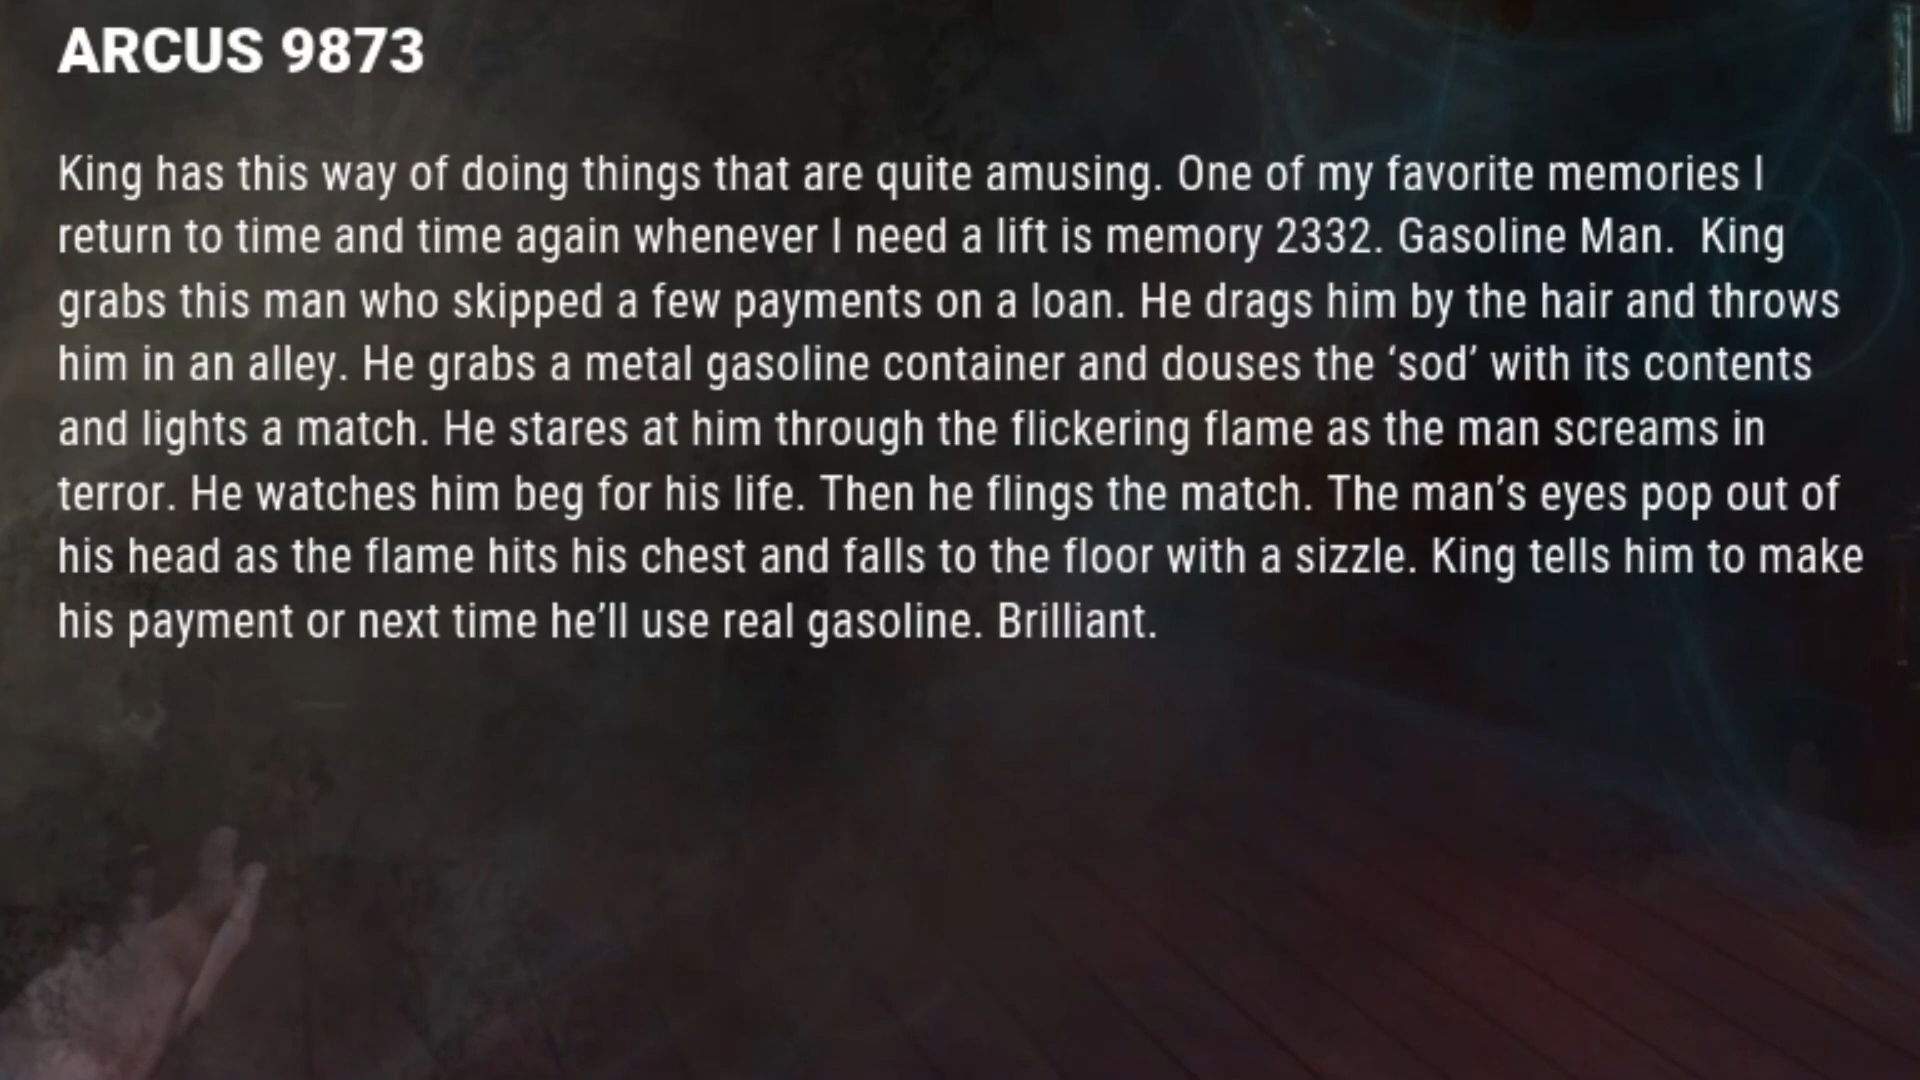 ARCUS 9873
King has this way of doing things that are quite amusing. One of my favorite memories I
return to time and time again whenever I need a lift is memory 2332. Gasoline Man.  King
grabs this man who skipped a few payments on a loan. He drags him by the hair and throws
him in an alley. He grabs a metal gasoline container and douses the ‘sod’ with its contents
and lights a match. He stares at him through the flickering flame as the man screams in
terror. He watches him beg for his life. Then he flings the match. The man’s eyes pop out of
his head as the flame hits his chest and falls to the floor with a sizzle. King tells him to make
his payment or next time he’ll use real gasoline. Brilliant.